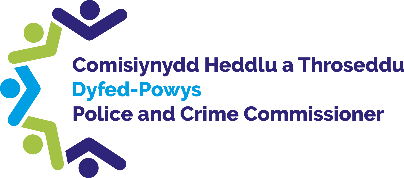 Comisiynydd Heddlu a Throseddu
Dyfed-Powys
Police and Crime Commissioner